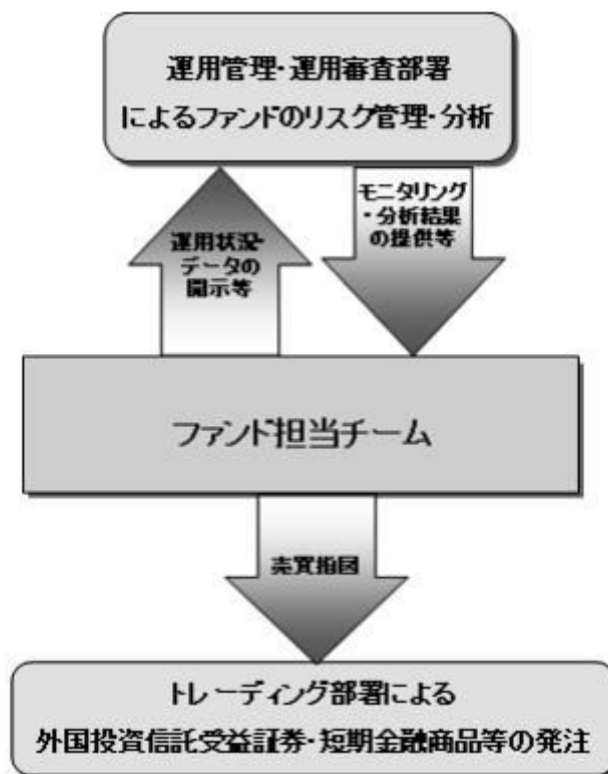 運用管理・運用審査部署
によるファンドのリスク管理・分析
運用状況・
データの
開示等
モニタリング
・分析結果
の提供等
ファンド担当チーム
売買指図
トレーディング部署による
外国投資信託受益証券・短期金融商品等の発注